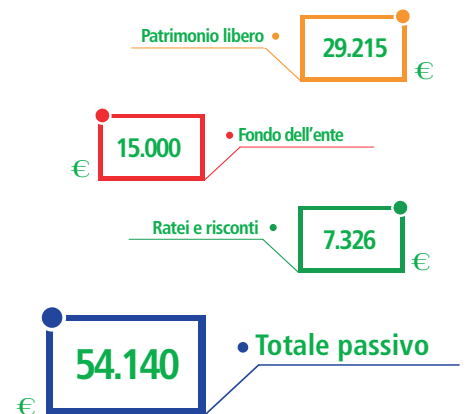 Patrimonio libero •
29.215
€
15.000
€
• Fondo dell'ente
Ratei e risconti •
7.326
€
54.140
€
• Totale passivo